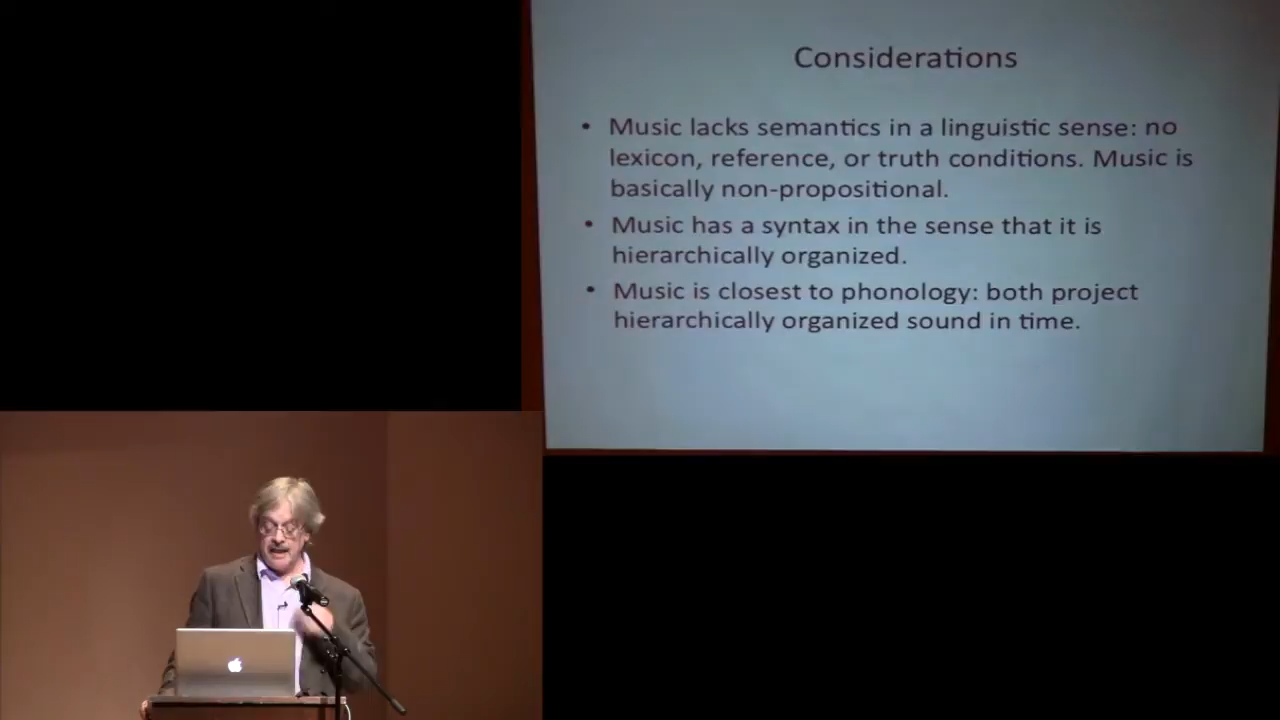 Considerations
• Music lacks semantics in a linguistic sense: no
lexicon, reference, or truth conditions. Music is
basically non-propositional.
• Music has a syntax in the sense that it is
hierarchically organized.
• Music is closest to phonology: both project
hierarchically organized sound in time.